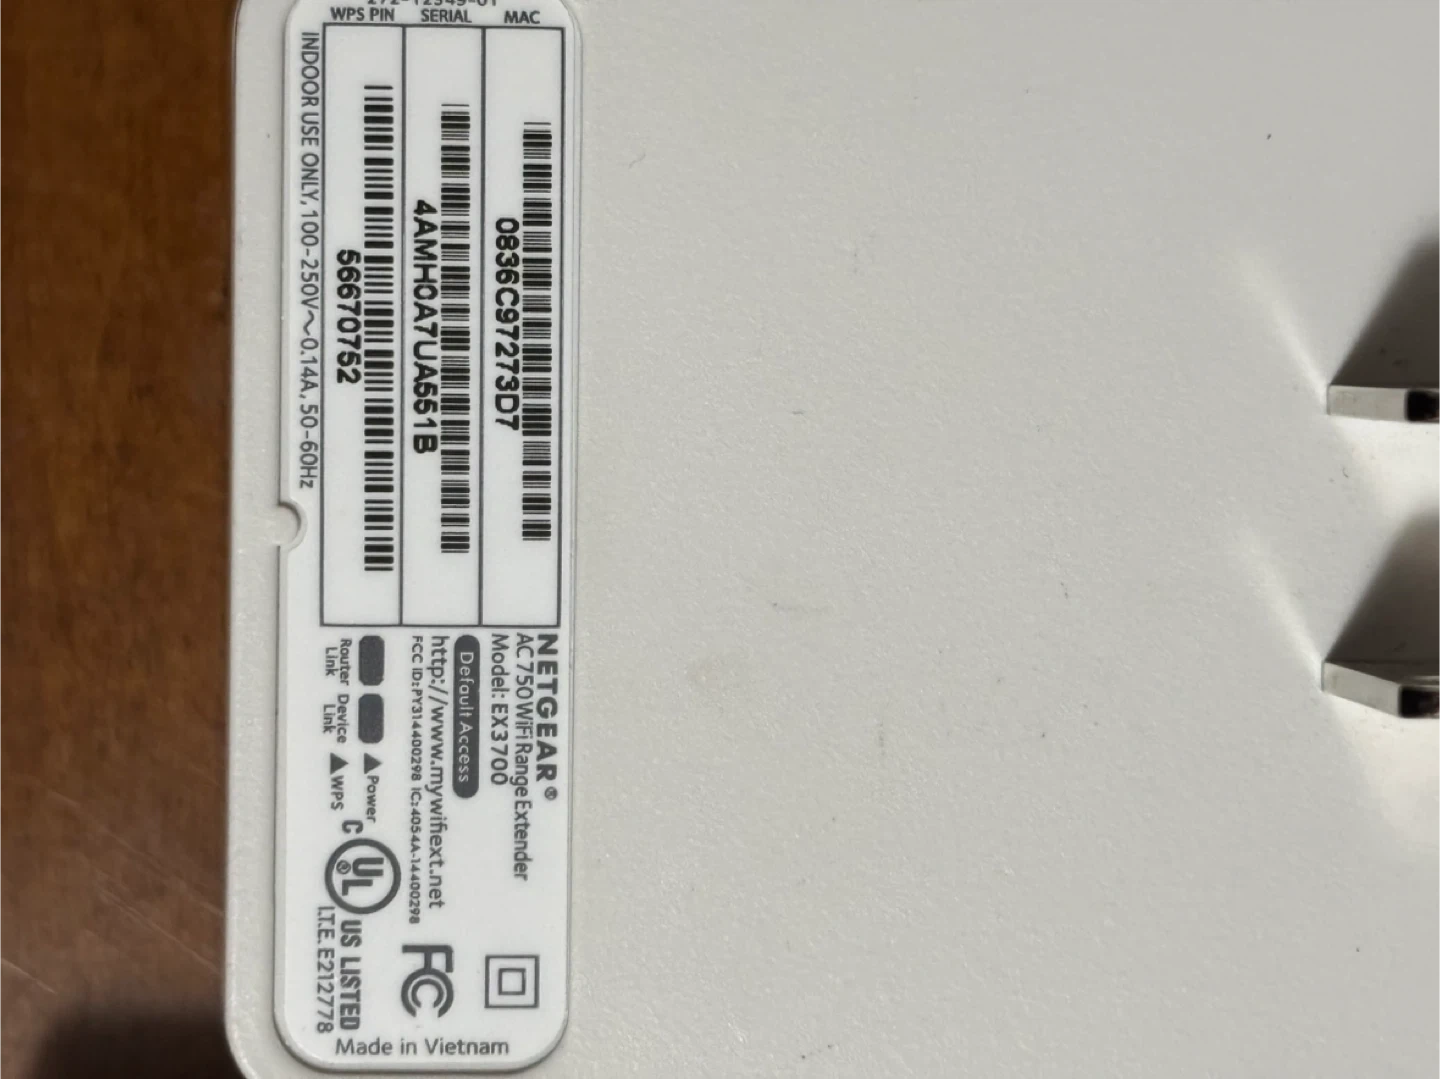 NETGEAR®
AC750 WiFi Range Extender
Model: EX3700
Default Access
http://www.mywifiext.net
FCC ID: PY314400298 IC: 4054A-14400298
Router Link
Device Link
Power
WPS
C UL® US LISTED
I.T.E. E212778
FC
Made in Vietnam
MAC
0836C97273D7
SERIAL
4AMH0A7UA551B
WPS PIN
56670752
INDOOR USE ONLY, 100-250V~0.14A, 50-60Hz